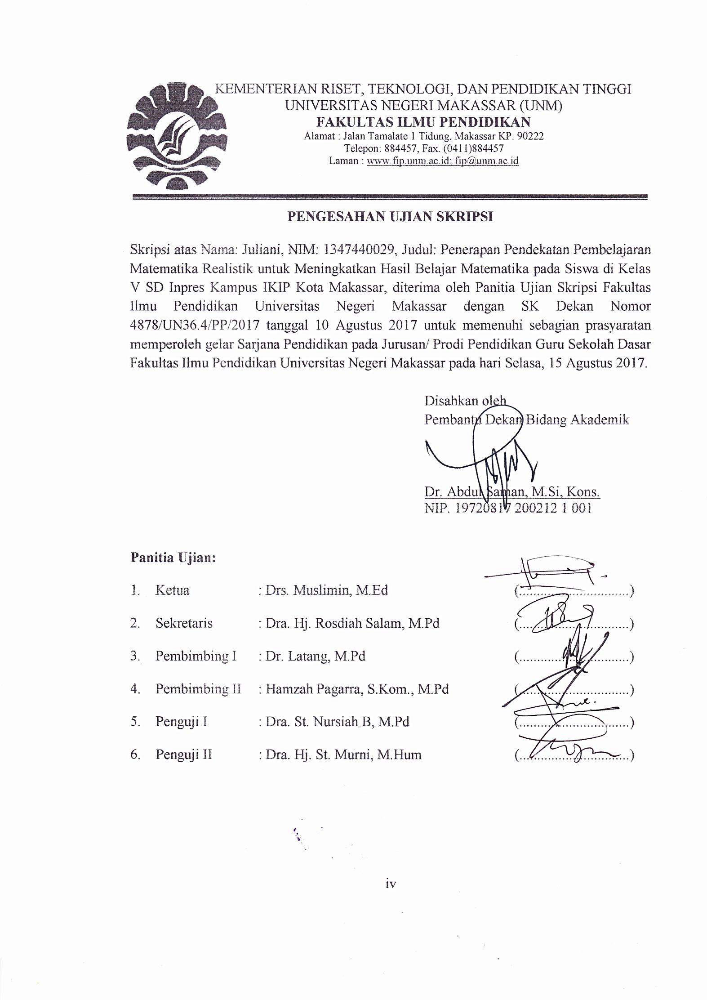 KEMENTERIAN RISET, TEKNOLOGI, DAN PENDIDIKAN TINGGI
UNIVERSITAS NEGERI MAKASSAR (UNM)
FAKULTAS ILMU PENDIDIKAN
Alamat : Jalan Tamalate 1 Tidung, Makassar KP. 90222
Telepon: 884457, Fax. (0411)884457
Laman : www.fip.unm.ac.id; fip@unm.ac.id
PENGESAHAN UJIAN SKRIPSI
Skripsi atas Nama: Juliani, NIM: 1347440029, Judul: Penerapan Pendekatan Pembelajaran
Matematika Realistik untuk Meningkatkan Hasil Belajar Matematika pada Siswa di Kelas
V SD Inpres Kampus IKIP Kota Makassar, diterima oleh Panitia Ujian Skripsi Fakultas
Ilmu Pendidikan Universitas Negeri Makassar dengan SK Dekan Nomor
4878/UN36.4/PP/2017 tanggal 10 Agustus 2017 untuk memenuhi sebagian prasyaratan
memperoleh gelar Sarjana Pendidikan pada Jurusan/ Prodi Pendidikan Guru Sekolah Dasar
Fakultas Ilmu Pendidikan Universitas Negeri Makassar pada hari Selasa, 15 Agustus 2017.
Disahkan oleh
Pembantu Dekan Bidang Akademik
Dr. Abdul Saman, M.Si, Kons.
NIP. 19720817 200212 1 001
Panitia Ujian:
1. Ketua : Drs. Muslimin, M.Ed (..............................)
2. Sekretaris : Dra. Hj. Rosdiah Salam, M.Pd (..............................)
3. Pembimbing I : Dr. Latang, M.Pd (..............................)
4. Pembimbing II : Hamzah Pagarra, S.Kom., M.Pd (..............................)
5. Penguji I : Dra. St. Nursiah B, M.Pd (..............................)
6. Penguji II : Dra. Hj. St. Murni, M.Hum (..............................)
iv